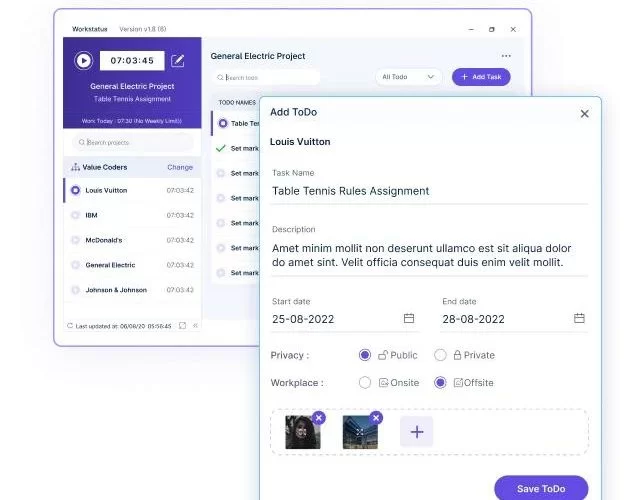 Workstatus Version v1.8 (6)
07:03:45
General Electric Project
Table Tennis Assignment
Work Today : 07:30 (No Weekly Limit))
Search projects
Value Coders Change
Louis Vuitton 07:03:42
IBM 07:03:42
McDonald's 07:03:42
General Electric 07:03:42
Johnson & Johnson 07:03:42
Last updated at: 06/08/20 05:56:45
General Electric Project
Search todo
All Todo
+ Add Task
TODO NAMES
Table Ten
Set mark
Set mark
Set mark
Set mark
Set mark
Set mark
Add ToDo
Louis Vuitton
Task Name
Table Tennis Rules Assignment
Description
Amet minim mollit non deserunt ullamco est sit aliqua dolor
do amet sint. Velit officia consequat duis enim velit mollit.
Start date End date
25-08-2022 28-08-2022
Privacy : Public Private
Workplace : Onsite Offsite
Save ToDo